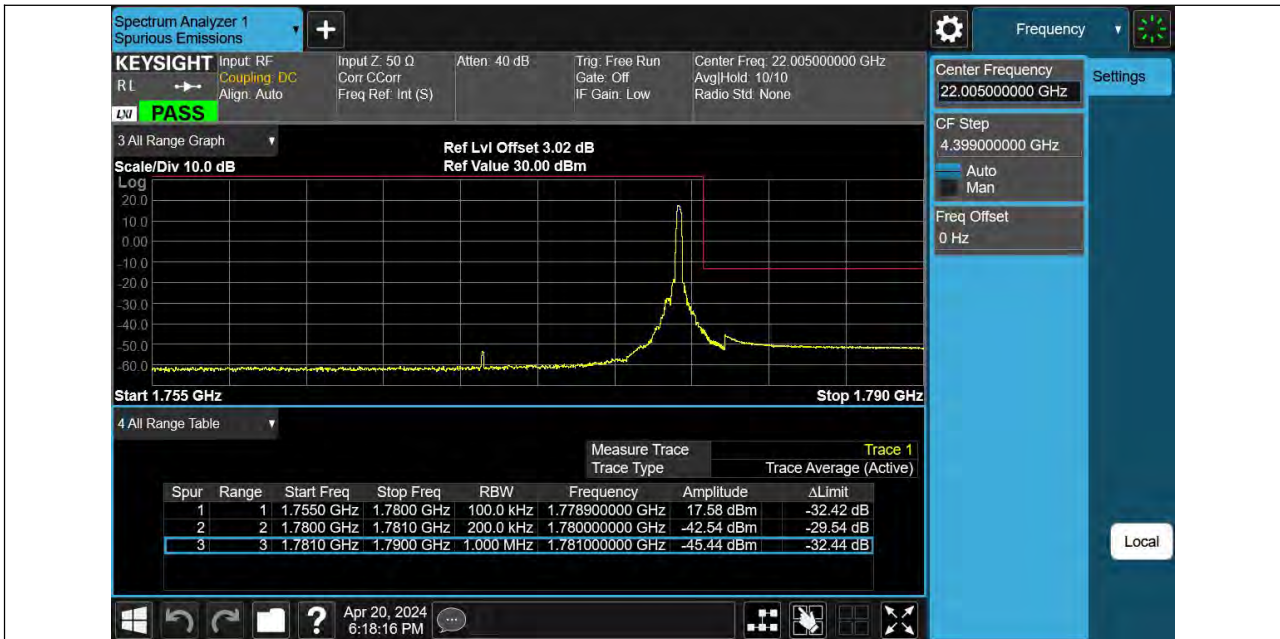 Spectrum Analyzer 1
Spurious Emissions
Frequency
KEYSIGHT
RL
LXI
PASS
Input: RF
Coupling: DC
Align: Auto
Input Z: 50 Ω
Corr CCorr
Freq Ref: Int (S)
Atten: 40 dB
Trig: Free Run
Gate: Off
IF Gain: Low
Center Freq: 22.005000000 GHz
Avg|Hold: 10/10
Radio Std: None
Center Frequency
22.005000000 GHz
Settings
CF Step
4.399000000 GHz
Auto
Man
Freq Offset
0 Hz
Local
3 All Range Graph
Ref Lvl Offset 3.02 dB
Scale/Div 10.0 dB
Ref Value 30.00 dBm
Log
20.0
10.0
0.00
-10.0
-20.0
-30.0
-40.0
-50.0
-60.0
Start 1.755 GHz
Stop 1.790 GHz
4 All Range Table
Measure Trace Trace 1
Trace Type Trace Average (Active)
Spur Range Start Freq Stop Freq RBW Frequency Amplitude ΔLimit
1 1 1.7550 GHz 1.7800 GHz 100.0 kHz 1.778900000 GHz 17.58 dBm -32.42 dB
2 2 1.7800 GHz 1.7810 GHz 200.0 kHz 1.780000000 GHz -42.54 dBm -29.54 dB
3 3 1.7810 GHz 1.7900 GHz 1.000 MHz 1.781000000 GHz -45.44 dBm -32.44 dB
Apr 20, 2024
6:18:16 PM